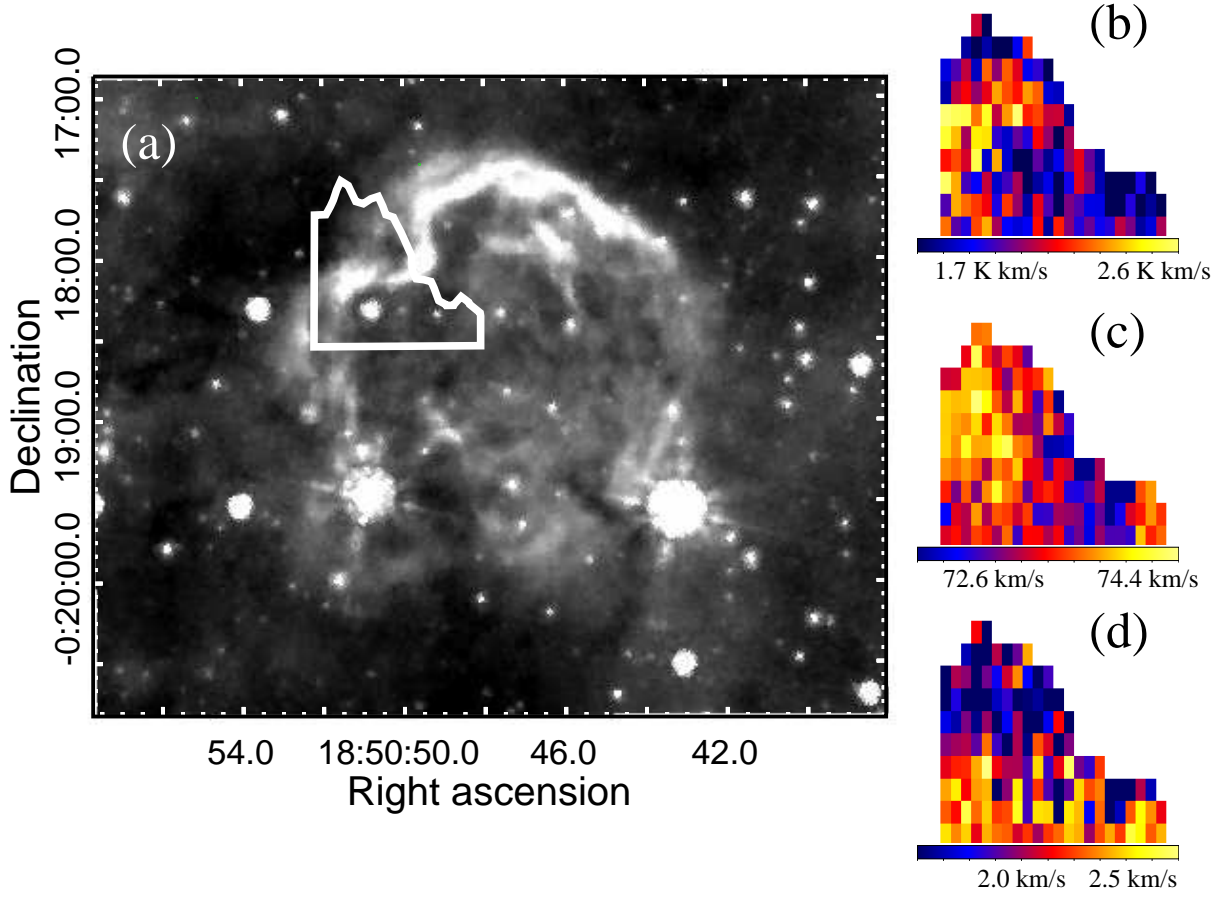 (a)
17:00.0
18:00.0
19:00.0
-0:20:00.0
Declination
54.0 18:50:50.0 46.0 42.0
Right ascension
(b)
1.7 K km/s 2.6 K km/s
(c)
72.6 km/s 74.4 km/s
(d)
2.0 km/s 2.5 km/s